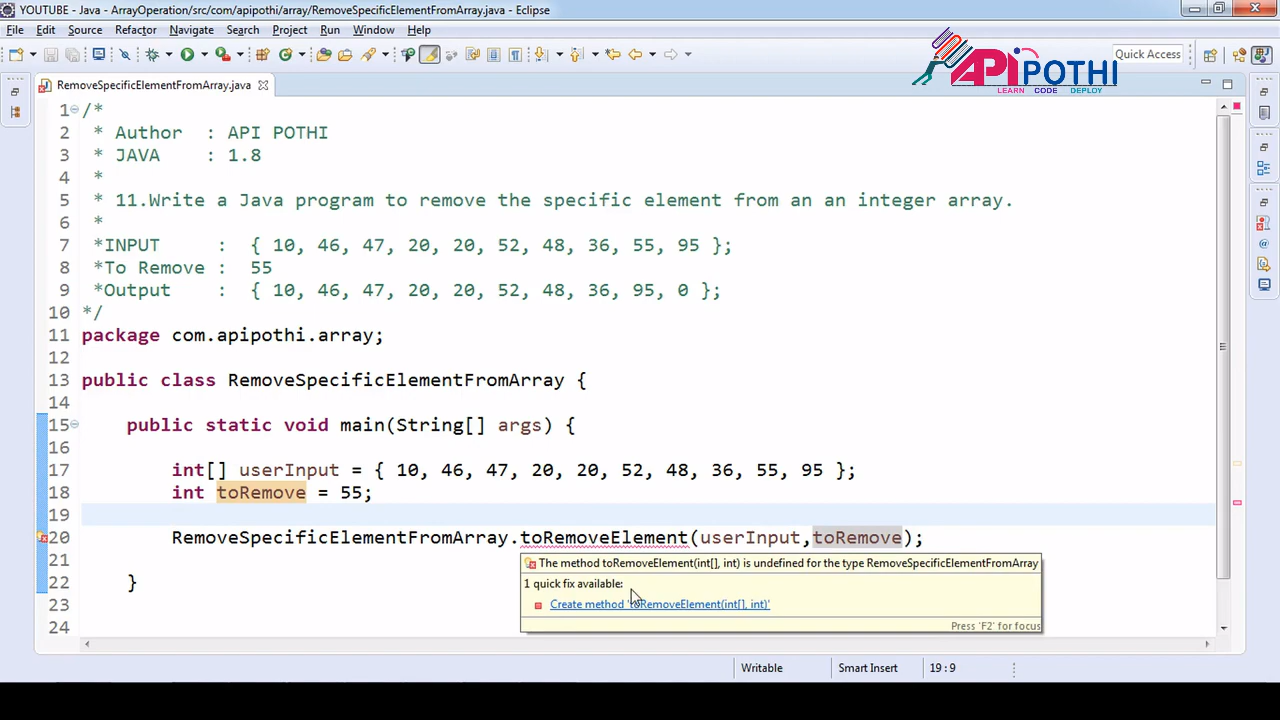 YOUTUBE - Java - ArrayOperation/src/com/apipothi/array/RemoveSpecificElementFromArray.java - Eclipse
File Edit Source Refactor Navigate Search Project Run Window Help
Quick Access
API POTHI
LEARN CODE DEPLOY
RemoveSpecificElementFromArray.java
1 /*
2 * Author : API POTHI
3 * JAVA : 1.8
4 *
5 * 11.Write a Java program to remove the specific element from an an integer array.
6 *
7 *INPUT : { 10, 46, 47, 20, 20, 52, 48, 36, 55, 95 };
8 *To Remove : 55
9 *Output : { 10, 46, 47, 20, 20, 52, 48, 36, 95, 0 };
10 */
11 package com.apipothi.array;
12
13 public class RemoveSpecificElementFromArray {
14
15 public static void main(String[] args) {
16
17 int[] userInput = { 10, 46, 47, 20, 20, 52, 48, 36, 55, 95 };
18 int toRemove = 55;
19
20 RemoveSpecificElementFromArray.toRemoveElement(userInput,toRemove);
21
The method toRemoveElement(int[], int) is undefined for the type RemoveSpecificElementFromArray
22 }
1 quick fix available:
23
Create method 'toRemoveElement(int[], int)'
24
Press 'F2' for focus
Writable Smart Insert 19 : 9